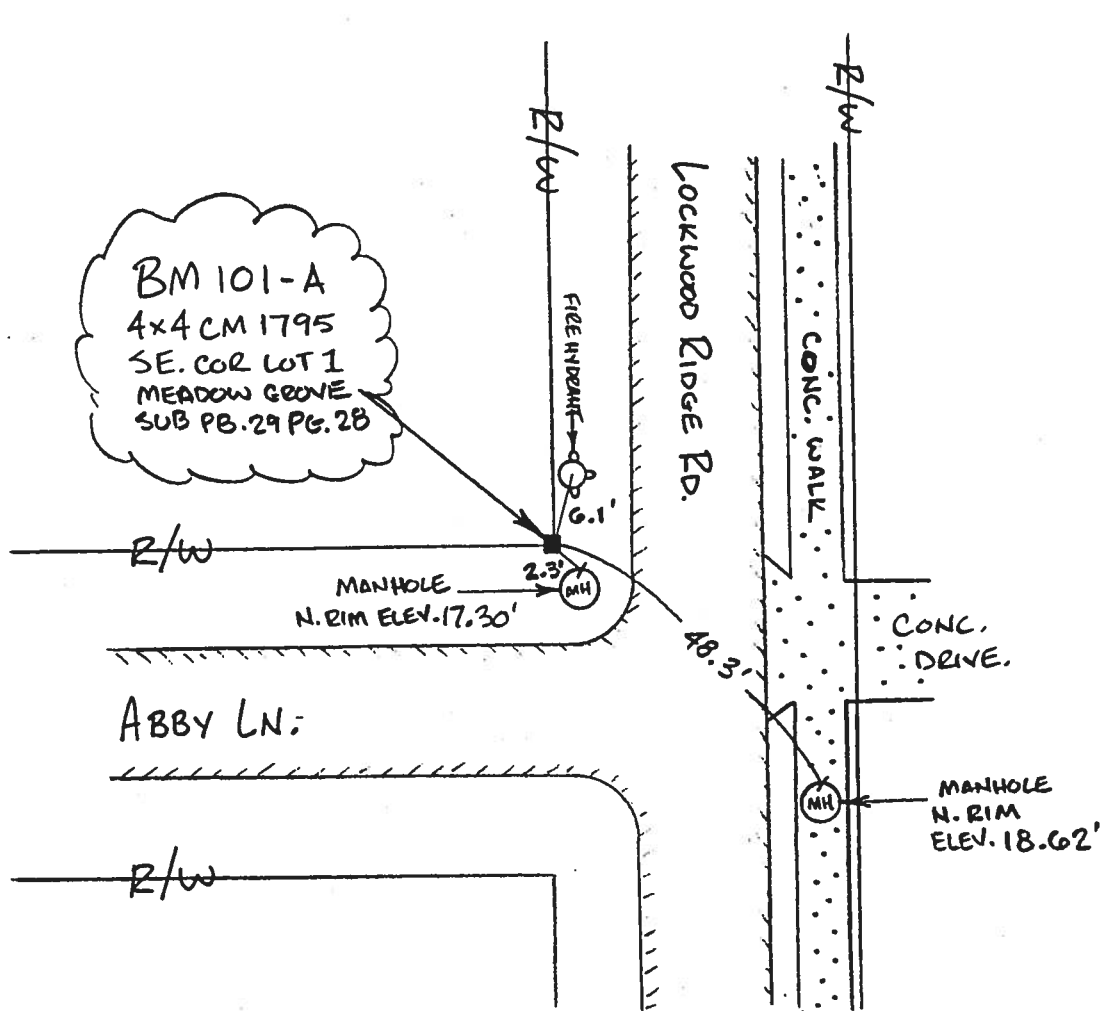 R/W
R/W
BM 101-A
4x4 CM 1795
SE. COR LOT 1
MEADOW GROVE
SUB PB.29 PG.28
FIRE HYDRANT
LOCKWOOD RIDGE RD.
CONC. WALK
6.1'
R/W
2.3'
MANHOLE
N. RIM ELEV. 17.30'
MH
48.3'
CONC.
DRIVE.
ABBY LN.
MH
MANHOLE
N. RIM
ELEV. 18.62'
R/W